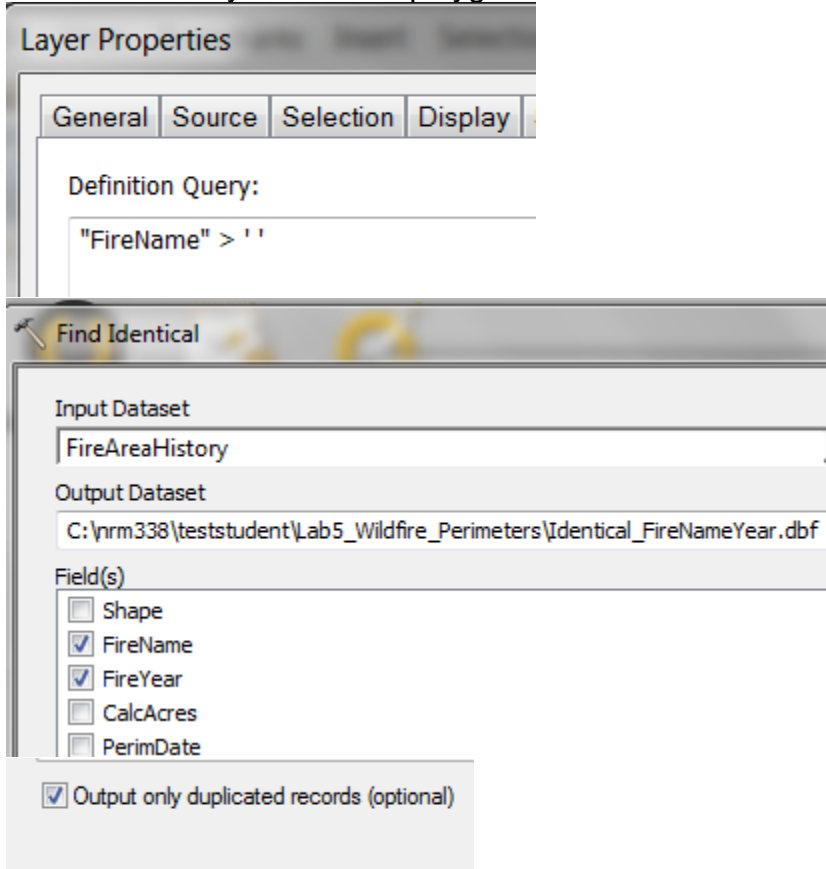 Layer Properties
General Source Selection Display
Definition Query:
"FireName" > ' '
Find Identical
Input Dataset
FireAreaHistory
Output Dataset
C:\nrm338\teststudent\Lab5_Wildfire_Perimeters\Identical_FireNameYear.dbf
Field(s)
Shape
FireName
FireYear
CalcAcres
PerimDate
Output only duplicated records (optional)